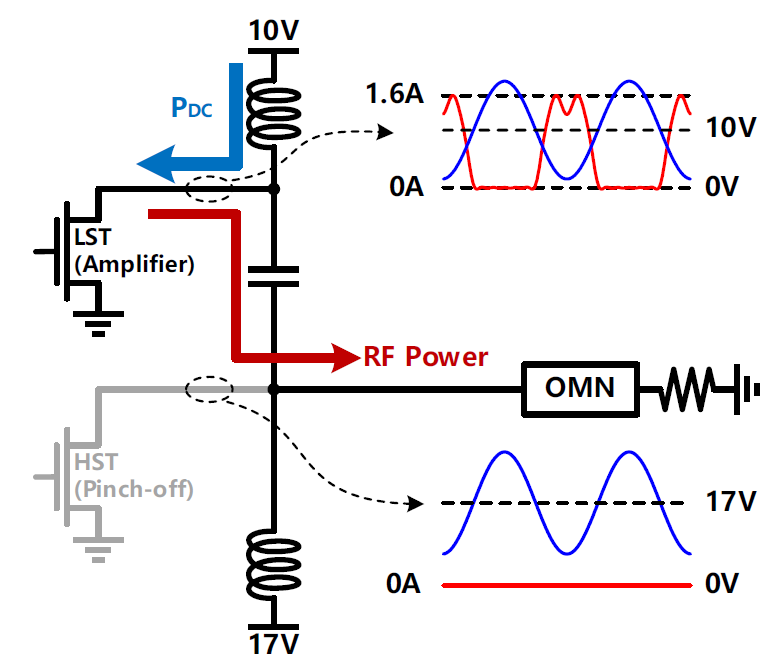 10V
PDC
1.6A
10V
0A
0V
LST
(Amplifier)
RF Power
OMN
HST
(Pinch-off)
17V
0A
0V
17V